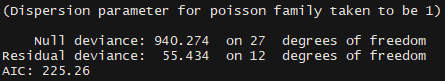 (Dispersion parameter for poisson family taken to be 1)
Null deviance: 940.274 on 27 degrees of freedom
Residual deviance: 55.434 on 12 degrees of freedom
AIC: 225.26